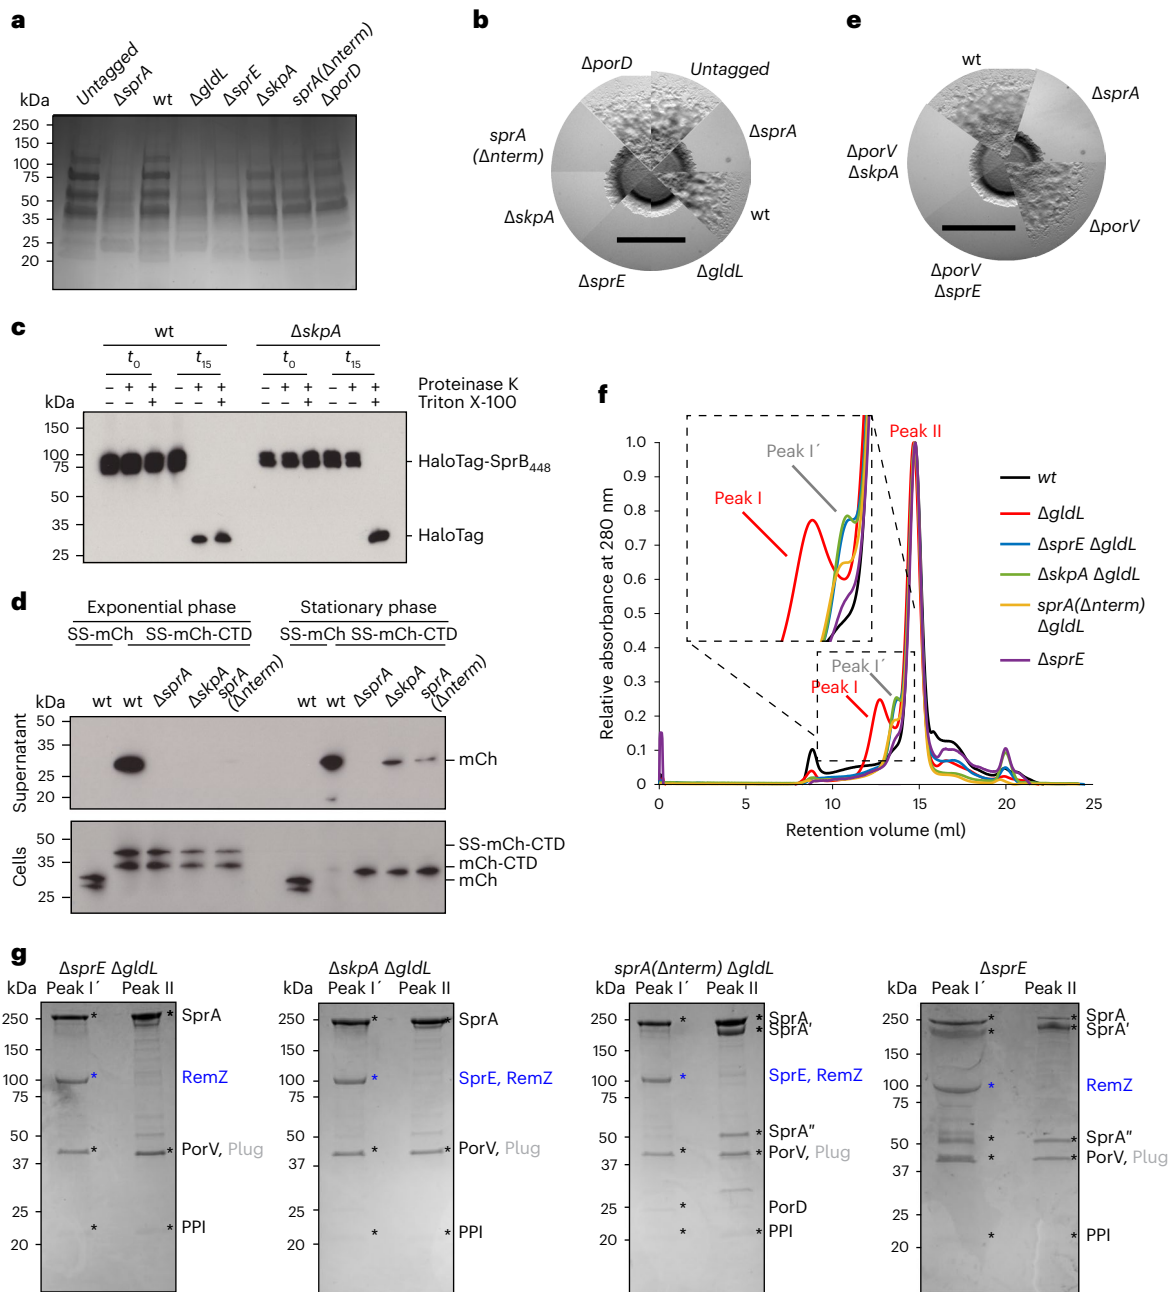 a
Untagged ΔsprA wt ΔgldL ΔsprE ΔskpA sprA(Δnterm) ΔporD
kDa
250
150
100
75
50
35
25
20
b
ΔporD
Untagged
sprA
(Δnterm)
ΔsprA
ΔskpA
wt
ΔsprE
ΔgldL
e
wt
ΔsprA
ΔporV
ΔskpA
ΔporV
ΔporV
ΔsprE
c
wt ΔskpA
t0 t15 t0 t15
– + + – + + – + + – + + Proteinase K
+ + + + Triton X-100
kDa
150
100
75
50
35
25
HaloTag-SprB448
HaloTag
d
Exponential phase Stationary phase
SS-mCh SS-mCh-CTD SS-mCh SS-mCh-CTD
wt wt ΔsprA ΔskpA sprA (Δnterm) wt wt ΔsprA ΔskpA sprA (Δnterm)
kDa
50
35
20
Supernatant
mCh
50
35
25
Cells
SS-mCh-CTD
mCh-CTD
mCh
f
Relative absorbance at 280 nm
1.0
0.9
0.8
0.7
0.6
0.5
0.4
0.3
0.2
0.1
0
0 5 10 15 20 25
Retention volume (ml)
Peak I´
Peak I
Peak II
Peak I´
Peak I
wt
ΔgldL
ΔsprE ΔgldL
ΔskpA ΔgldL
sprA(Δnterm)
ΔgldL
ΔsprE
g
ΔsprE ΔgldL
kDa Peak I´ Peak II
250
150
100
75
50
37
25
20
* * SprA
* RemZ
* * PorV, Plug
* * PPI
ΔskpA ΔgldL
kDa Peak I´ Peak II
250
150
100
75
50
37
25
20
* * SprA
* SprE, RemZ
* * PorV, Plug
* * PPI
sprA(Δnterm) ΔgldL
kDa Peak I´ Peak II
250
150
100
75
50
37
25
20
* * SprA
* SprA'
* SprE, RemZ
* SprA″
* * PorV, Plug
* PorD
* * PPI
ΔsprE
kDa Peak I´ Peak II
250
150
100
75
50
37
25
20
* * SprA
* * SprA'
* RemZ
* * SprA″
* * PorV, Plug
* * PPI